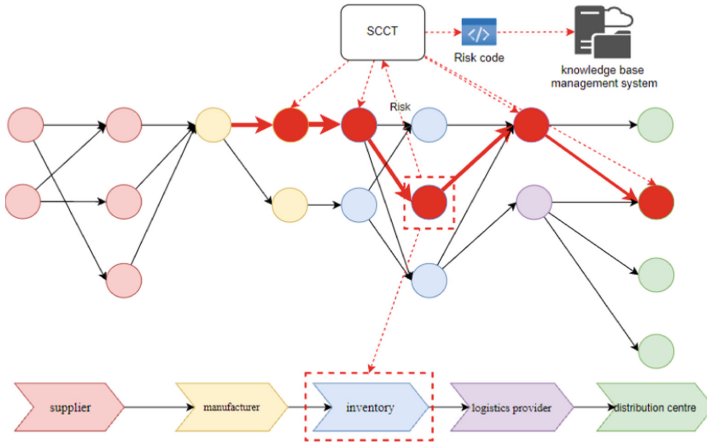 SCCT
</>
Risk code
knowledge base
management system
Risk
supplier
manufacturer
inventory
logistics provider
distribution centre